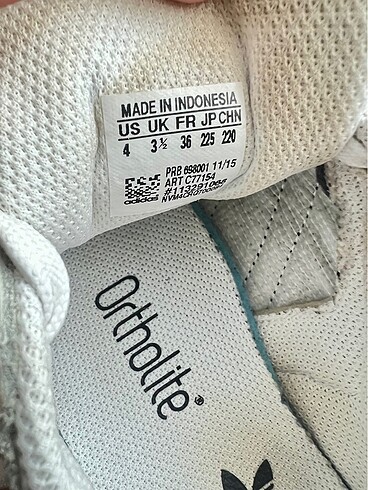 MADE IN INDONESIA
US UK FR JP CHN
4 3½ 36 225 220
PRB 698001 11/15
ART C77154
#113291068
adidas
Ortholite®